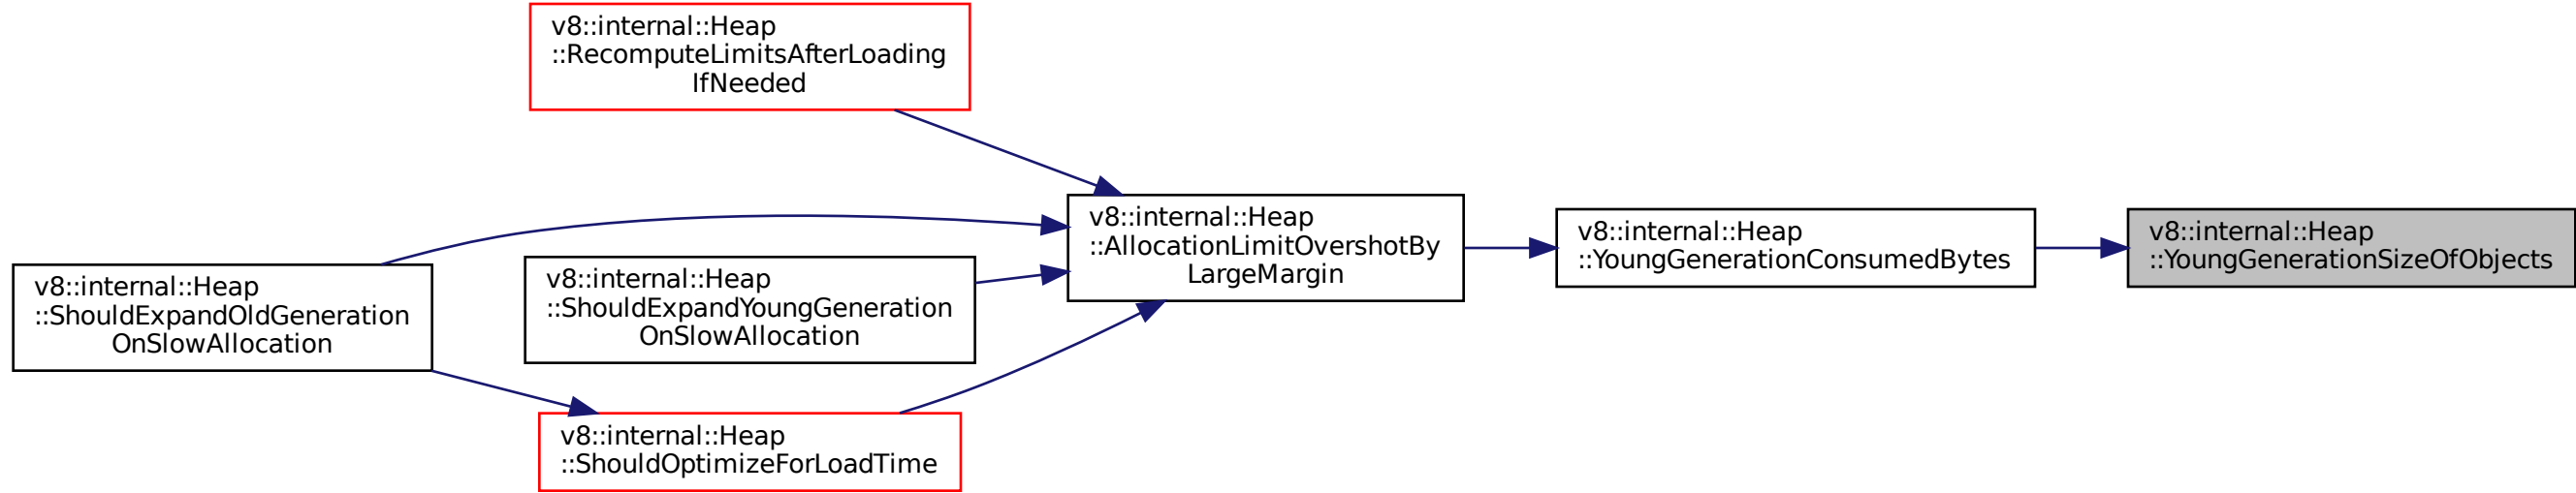 v8::internal::Heap
::RecomputeLimitsAfterLoading
IfNeeded
v8::internal::Heap
::ShouldExpandOldGeneration
OnSlowAllocation
v8::internal::Heap
::ShouldExpandYoungGeneration
OnSlowAllocation
v8::internal::Heap
::ShouldOptimizeForLoadTime
v8::internal::Heap
::AllocationLimitOvershotBy
LargeMargin
v8::internal::Heap
::YoungGenerationConsumedBytes
v8::internal::Heap
::YoungGenerationSizeOfObjects